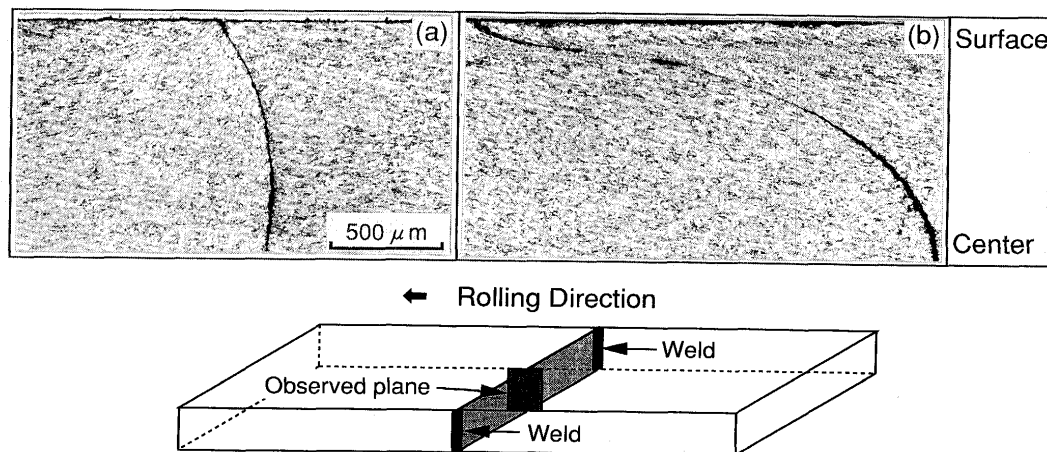 (a)
(b)
Surface
500 μm
Center
Rolling Direction
Weld
Observed plane
Weld